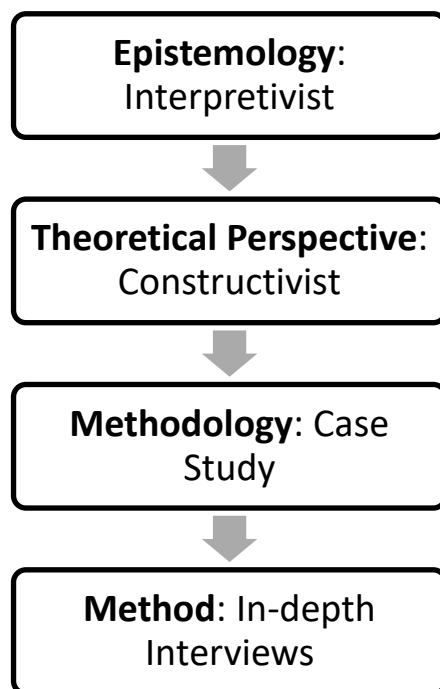 Epistemology:
Interpretivist
Theoretical Perspective:
Constructivist
Methodology: Case
Study
Method: In-depth
Interviews